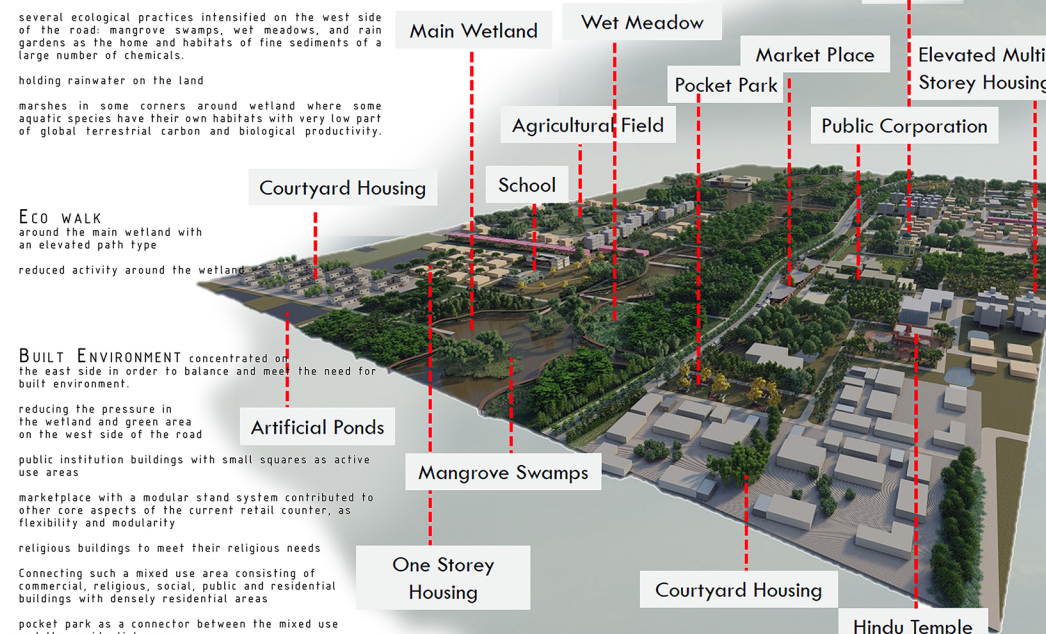 several ecological practices intensified on the west side
of the road: mangrove swamps, wet meadows, and rain
gardens as the home and habitats of fine sediments of a
large number of chemicals.
holding rainwater on the land
marshes in some corners around wetland where some
aquatic species have their own habitats with very low part
of global terrestrial carbon and biological productivity.
Eco walk
around the main wetland with
an elevated path type
reduced activity around the wetland
Built Environment concentrated on
the east side in order to balance and meet the need for
built environment.
reducing the pressure in
the wetland and green area
on the west side of the road
public institution buildings with small squares as active
use areas
marketplace with a modular stand system contributed to
other core aspects of the current retail counter, as
flexibility and modularity
religious buildings to meet their religious needs
Connecting such a mixed use area consisting of
commercial, religious, social, public and residential
buildings with densely residential areas
pocket park as a connector between the mixed use
Main Wetland
Wet Meadow
Market Place
Elevated Multi
Storey Housing
Pocket Park
Agricultural Field
Public Corporation
Courtyard Housing
School
Artificial Ponds
Mangrove Swamps
One Storey
Housing
Courtyard Housing
Hindu Temple